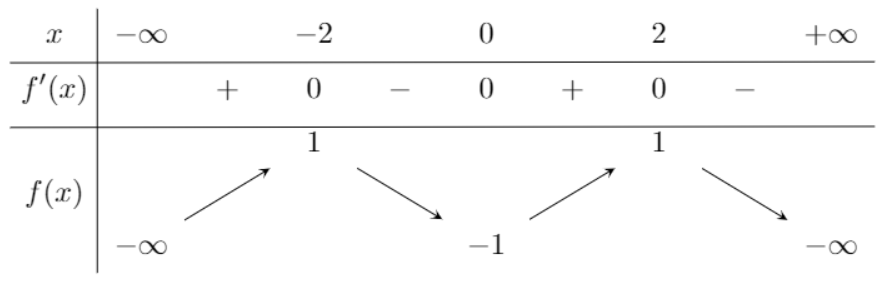 x −∞ −2 0 2 +∞
f′(x) + 0 − 0 + 0 −
1 1
f(x)
−∞ −1 −∞